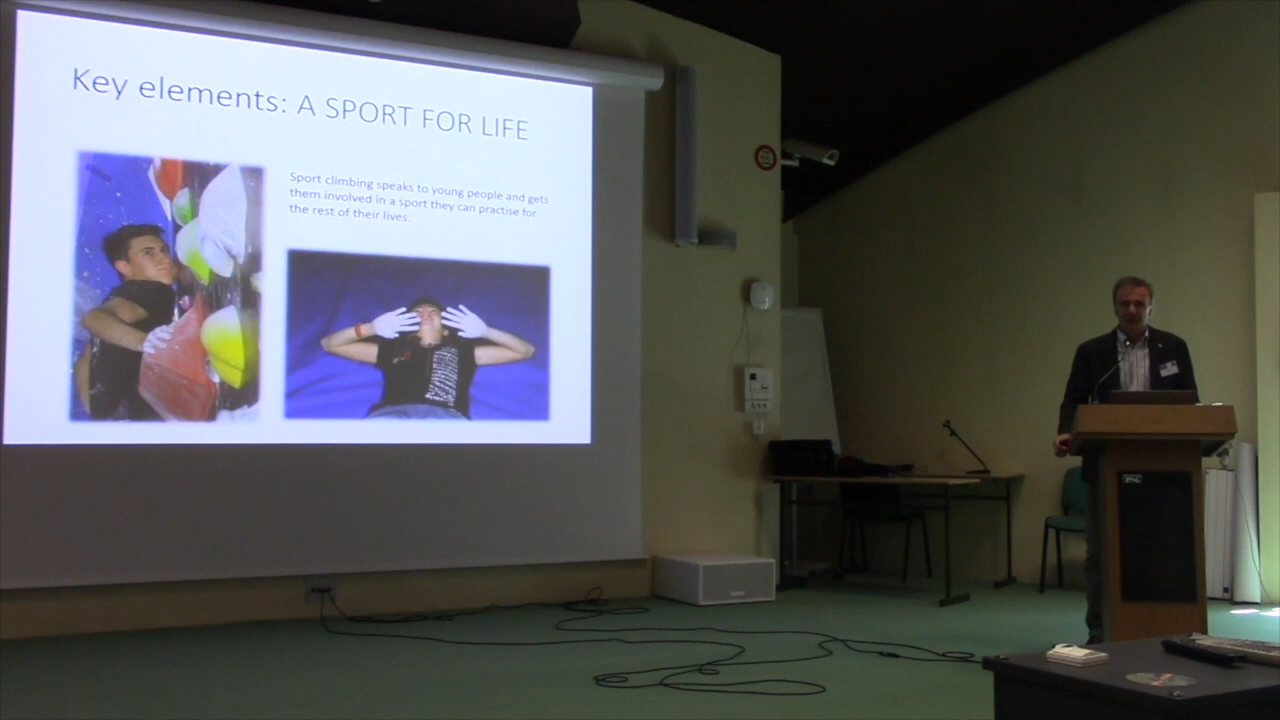 Key elements: A SPORT FOR LIFE
Sport climbing speaks to young people and gets
them involved in a sport they can practise for
the rest of their lives.